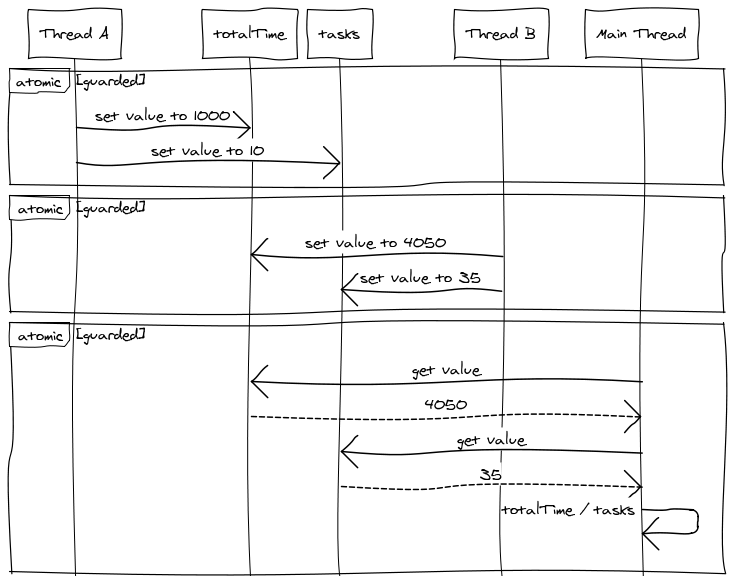 Thread A
totalTime
tasks
Thread B
Main Thread
atomic [guarded]
set value to 1000
set value to 10
atomic [guarded]
set value to 4050
set value to 35
atomic [guarded]
get value
4050
get value
35
totalTime / tasks